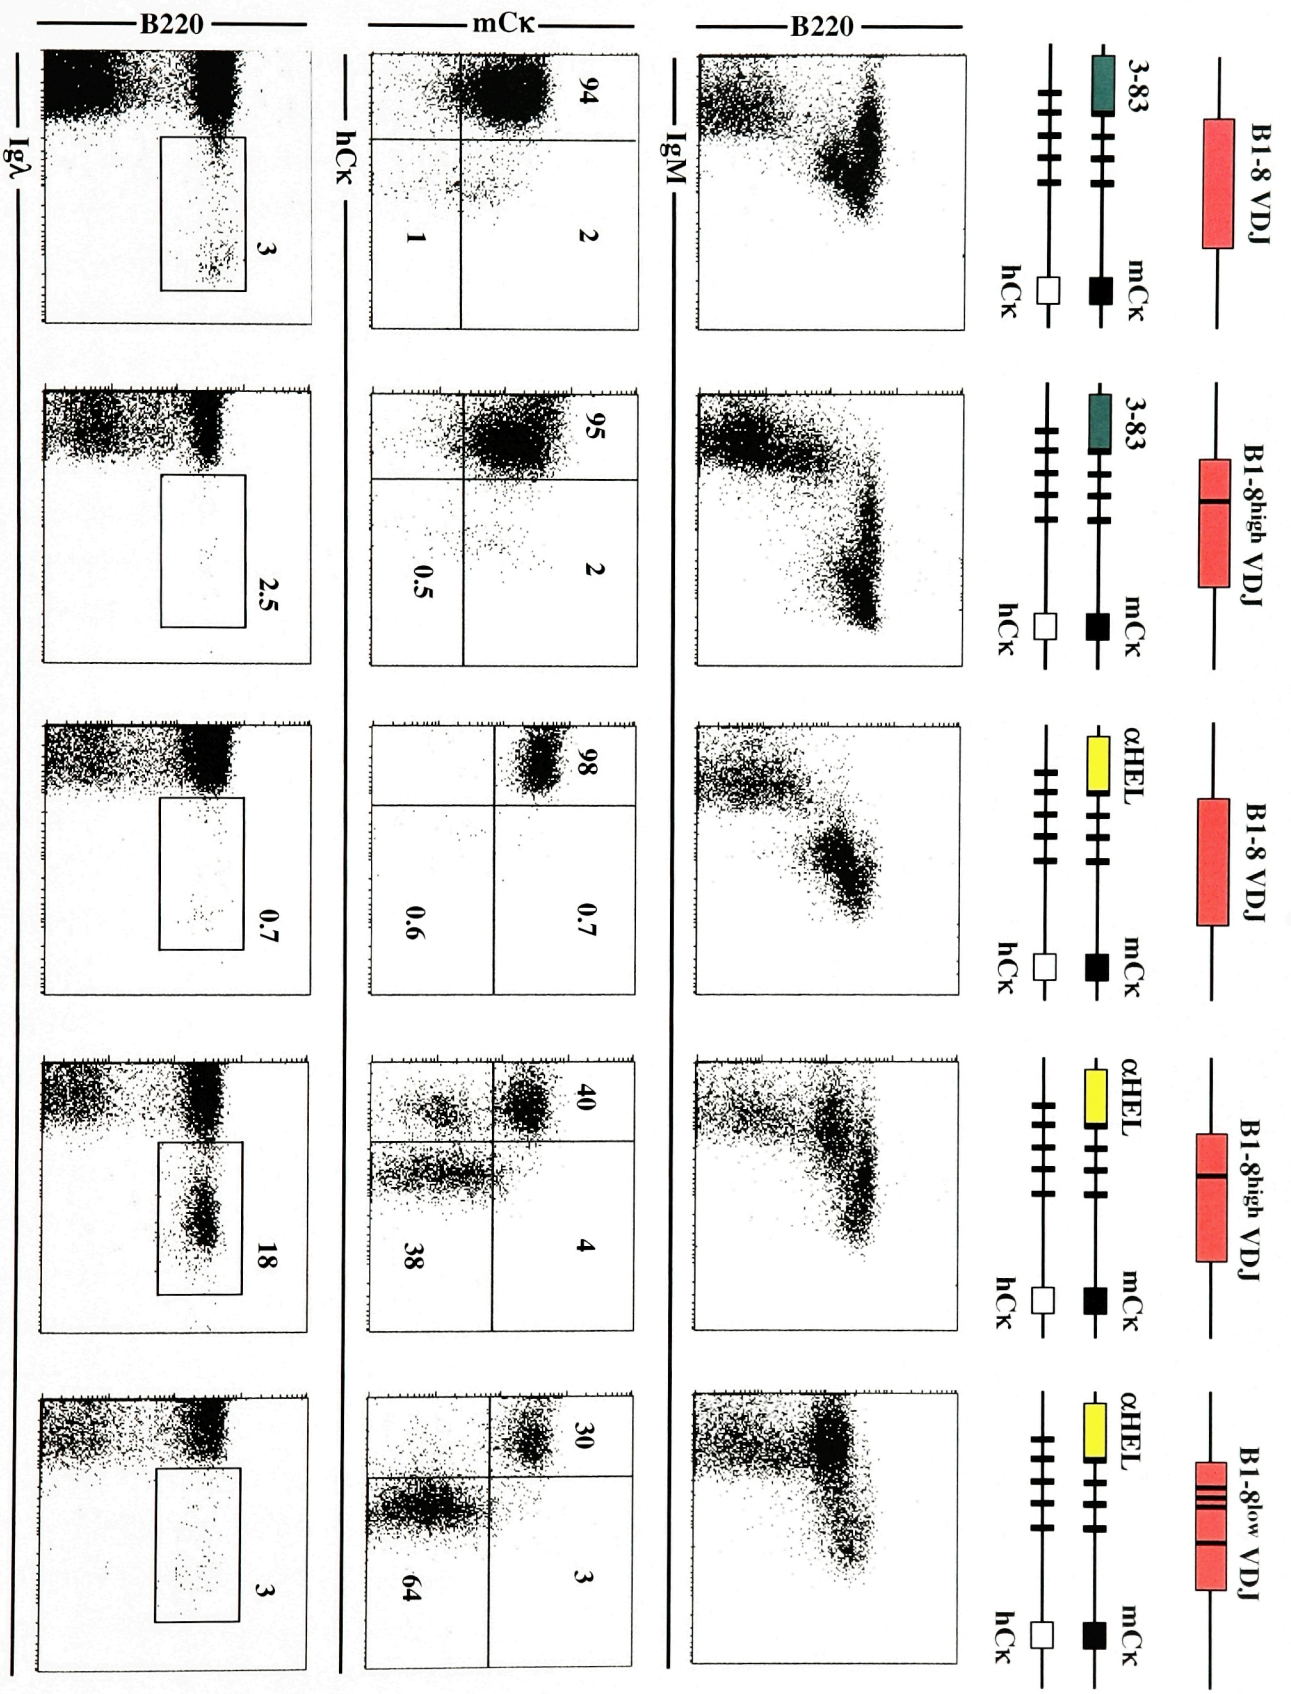 B1-8 VDJ
B1-8high VDJ
B1-8 VDJ
B1-8high VDJ
B1-8low VDJ
3-83 mCκ
3-83 mCκ
αHEL mCκ
αHEL mCκ
αHEL mCκ
hCκ
hCκ
hCκ
hCκ
hCκ
B220
IgM
mCκ
94 2
1
95 2
0.5
98 0.7
0.6
40 4
38
30 3
64
hCκ
B220
3
2.5
0.7
18
3
Igλ